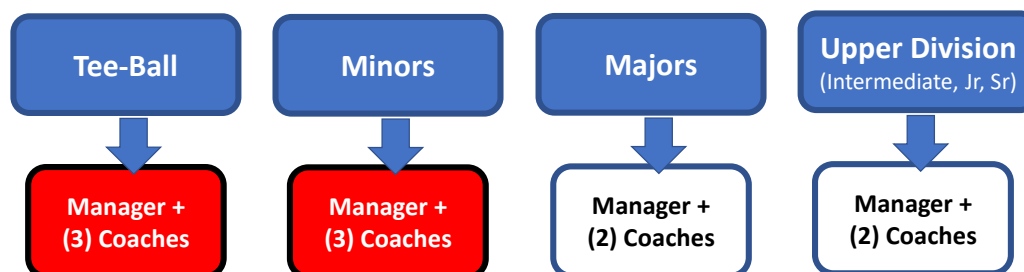 Tee-Ball
Minors
Majors
Upper Division
(Intermediate, Jr, Sr)
Manager +
(3) Coaches
Manager +
(3) Coaches
Manager +
(2) Coaches
Manager +
(2) Coaches